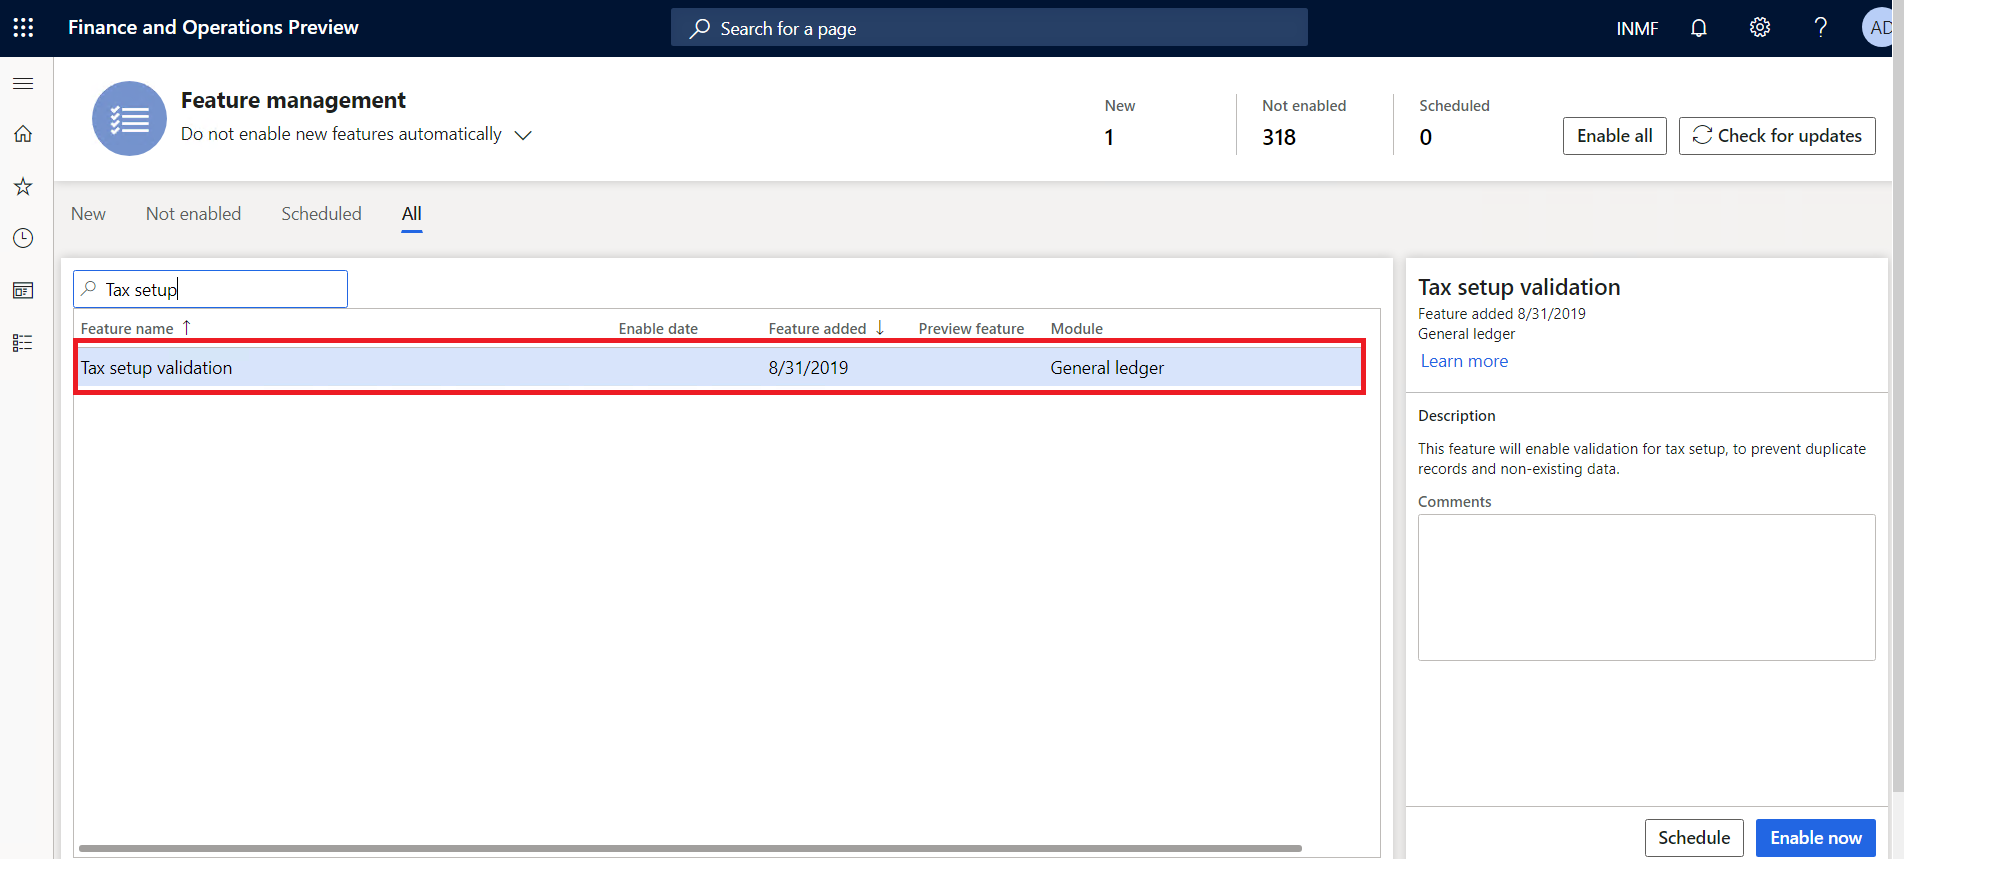 Finance and Operations Preview
Search for a page
INMF
?
AD
Feature management
Do not enable new features automatically
New
1
Not enabled
318
Scheduled
0
Enable all
Check for updates
New
Not enabled
Scheduled
All
Tax setup
Feature name
Enable date
Feature added
Preview feature
Module
Tax setup validation
8/31/2019
General ledger
Tax setup validation
Feature added 8/31/2019
General ledger
Learn more
Description
This feature will enable validation for tax setup, to prevent duplicate
records and non-existing data.
Comments
Schedule
Enable now